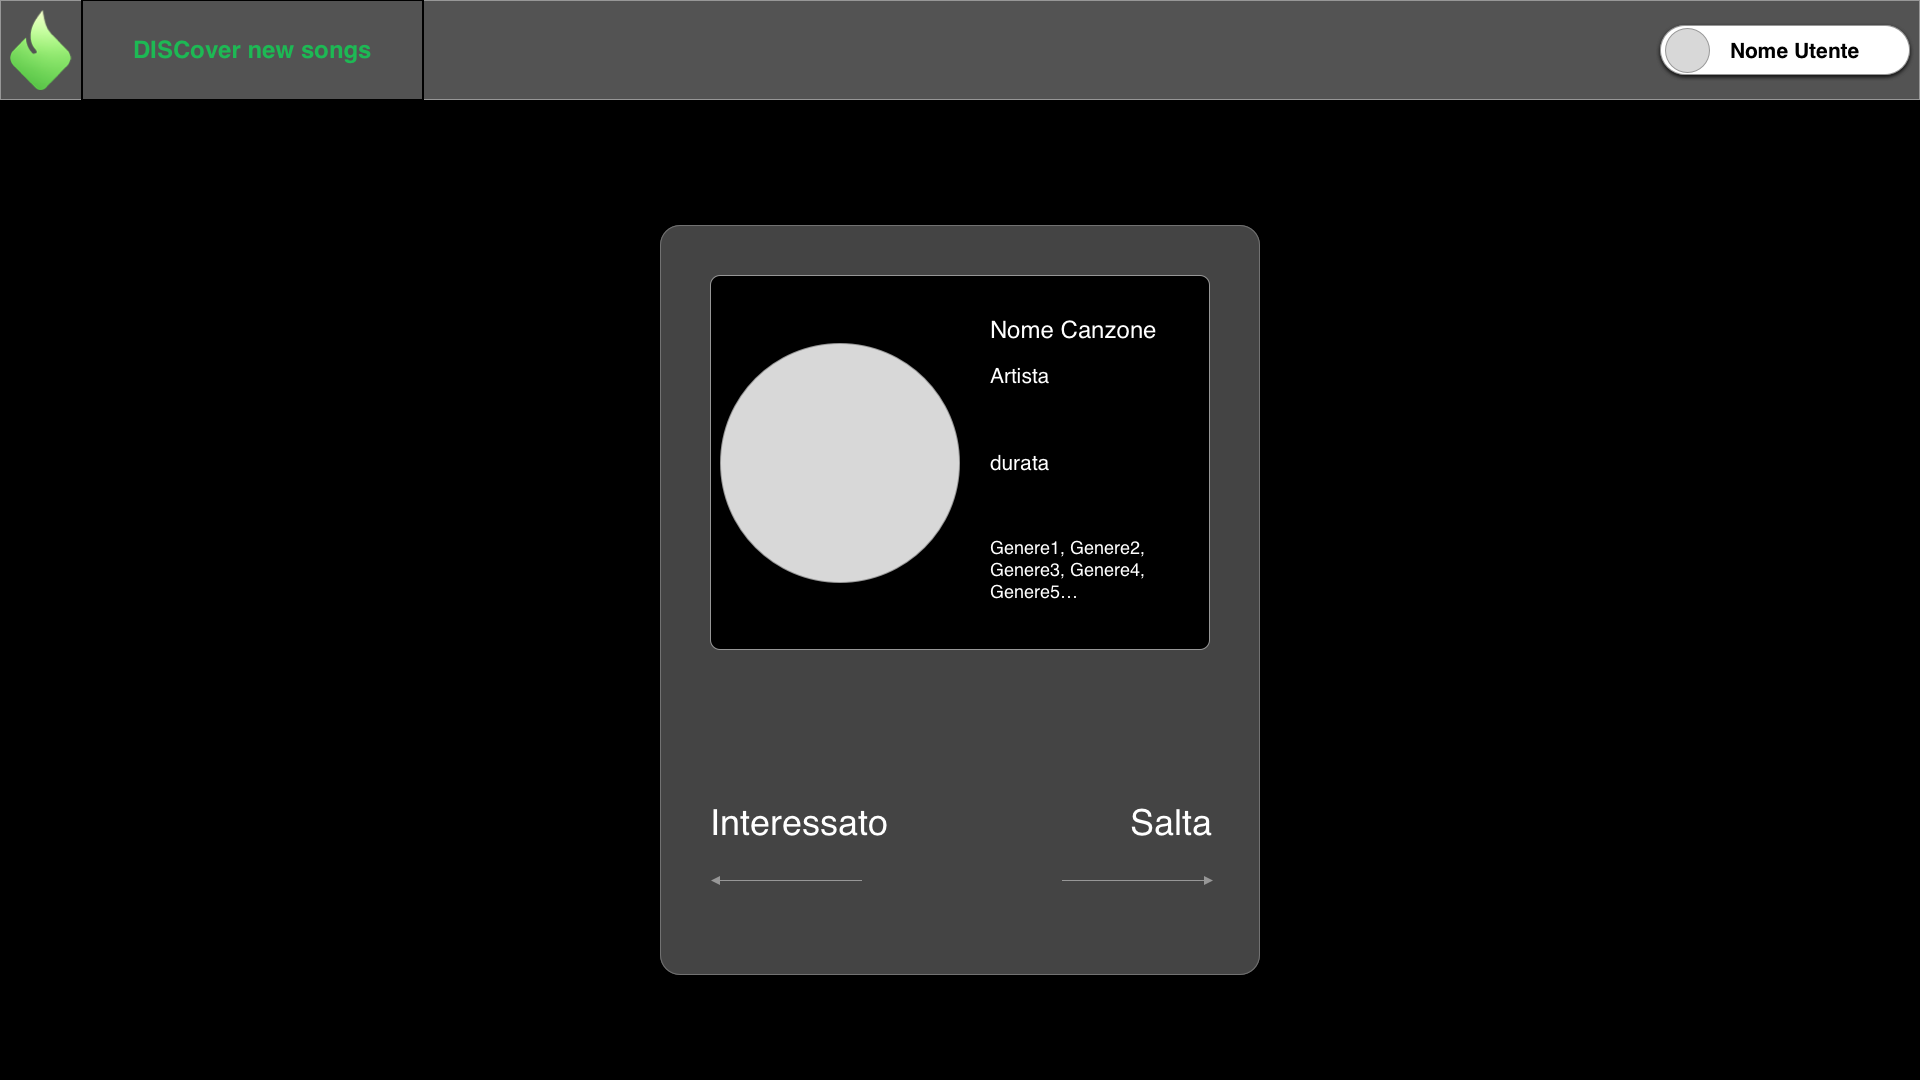 DISCover new songs
Nome Utente
Nome Canzone
Artista
durata
Genere1, Genere2,
Genere3, Genere4,
Genere5...
Interessato
Salta